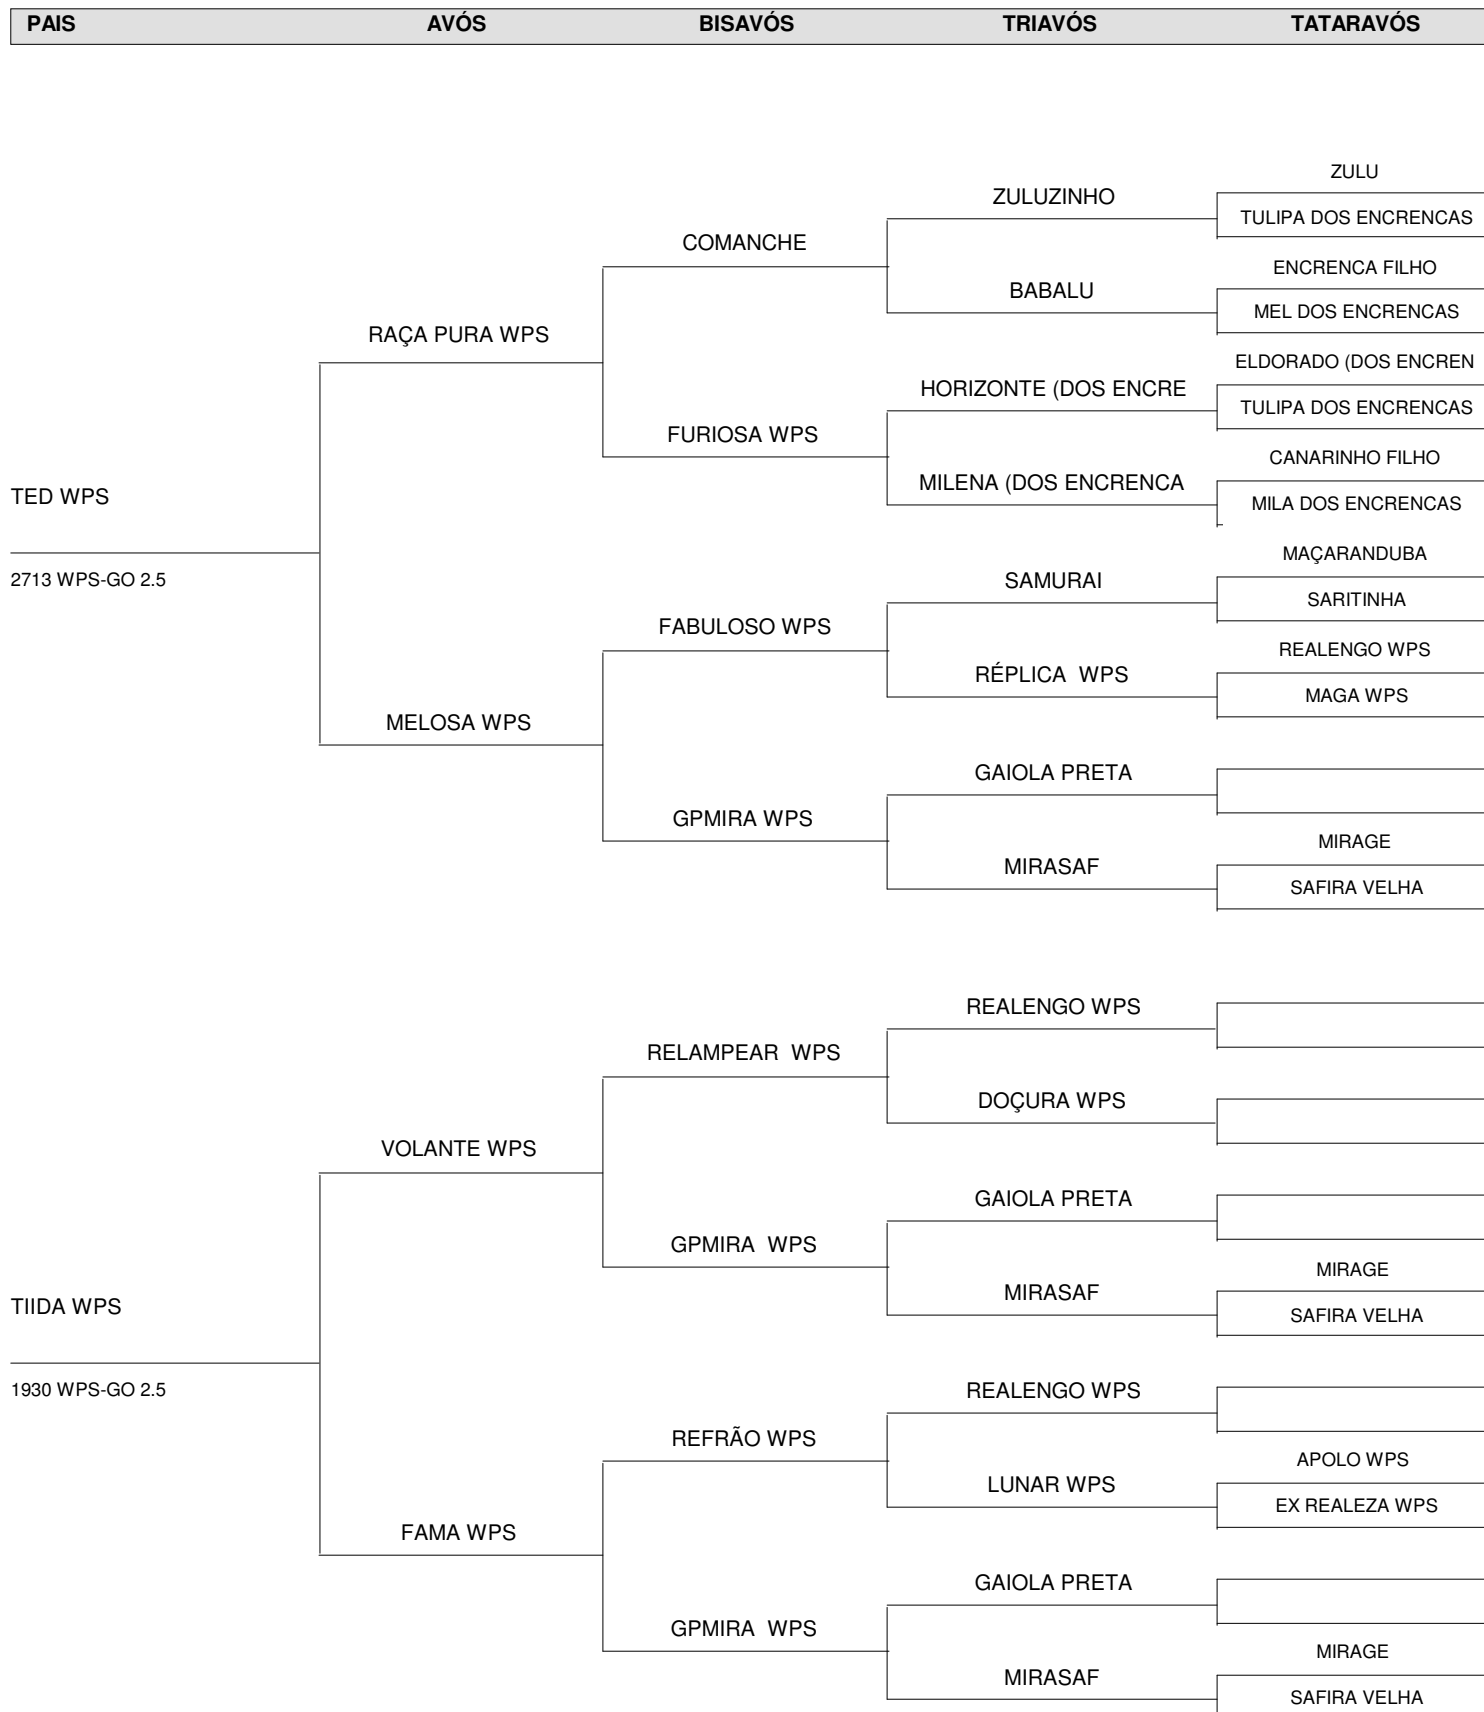 PAIS AVÓS BISAVÓS TRIAVÓS TATARAVÓS
ZULU
ZULUZINHO
TULIPA DOS ENCRENCAS
COMANCHE
ENCRENCA FILHO
BABALU
MEL DOS ENCRENCAS
RAÇA PURA WPS
ELDORADO (DOS ENCREN
HORIZONTE (DOS ENCRE
TULIPA DOS ENCRENCAS
FURIOSA WPS
CANARINHO FILHO
MILENA (DOS ENCRENCA
TED WPS
MILA DOS ENCRENCAS
MAÇARANDUBA
2713 WPS-GO 2.5
SAMURAI
SARITINHA
FABULOSO WPS
REALENGO WPS
RÉPLICA WPS
MAGA WPS
MELOSA WPS
GAIOLA PRETA
GPMIRA WPS
MIRAGE
MIRASAF
SAFIRA VELHA
REALENGO WPS
RELAMPEAR WPS
DOÇURA WPS
VOLANTE WPS
GAIOLA PRETA
GPMIRA WPS
MIRAGE
MIRASAF
TIIDA WPS
SAFIRA VELHA
1930 WPS-GO 2.5
REALENGO WPS
REFRÃO WPS
APOLO WPS
LUNAR WPS
EX REALEZA WPS
FAMA WPS
GAIOLA PRETA
GPMIRA WPS
MIRAGE
MIRASAF
SAFIRA VELHA